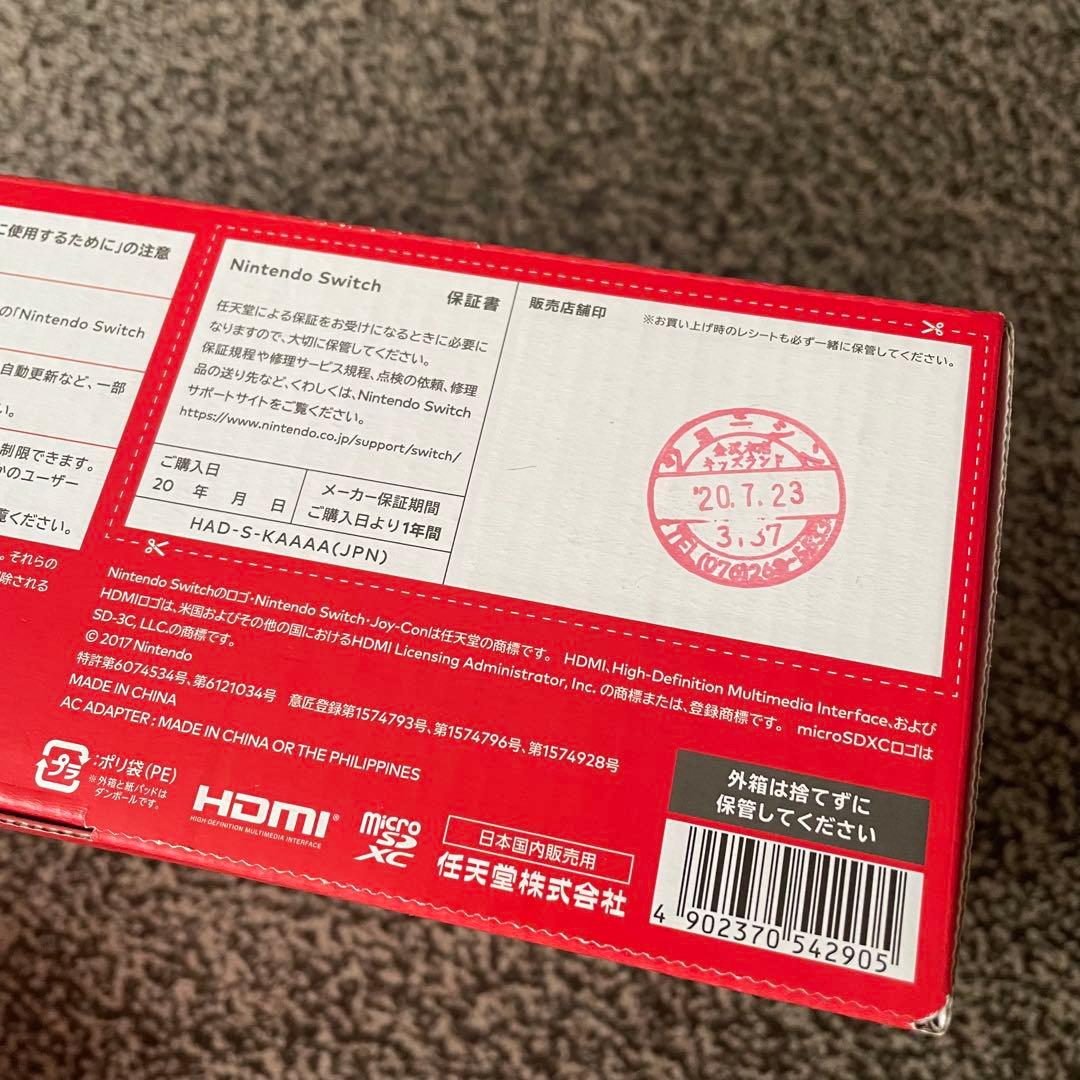 に使用するために」の注意
の「Nintendo Switch
自動更新など、一部
い。
制限できます。
かのユーザー
覧ください。
。それらの
除される
Nintendo Switch
保証書
任天堂による保証をお受けになるときに必要に
なりますので、大切に保管してください。
保証規程や修理サービス規程、点検の依頼、修理
品の送り先など、くわしくは、Nintendo Switch
サポートサイトをご覧ください。
https://www.nintendo.co.jp/support/switch/
ご購入日
20 年 月 日
メーカー保証期間
ご購入日より1年間
HAD-S-KAAAA(JPN)
販売店舗印
※お買い上げ時のレシートも必ず一緒に保管してください。
キッズランド
'20.7.23
3.37
Nintendo Switchのロゴ・Nintendo Switch・Joy-Conは任天堂の商標です。 HDMI、High-Definition Multimedia Interface、および
HDMIロゴは、米国およびその他の国におけるHDMI Licensing Administrator, Inc. の商標または、登録商標です。 microSDXCロゴは
SD-3C, LLC.の商標です。
© 2017 Nintendo
特許第6074534号、第6121034号 意匠登録第1574793号、第1574796号、第1574928号
MADE IN CHINA
AC ADAPTER : MADE IN CHINA OR THE PHILIPPINES
プラ
:ポリ袋(PE)
※外箱と紙パッドは
ダンボールです。
HDMI®
HIGH-DEFINITION MULTIMEDIA INTERFACE
micro
SD
XC
日本国内販売用
任天堂株式会社
外箱は捨てずに
保管してください
4 902370 542905